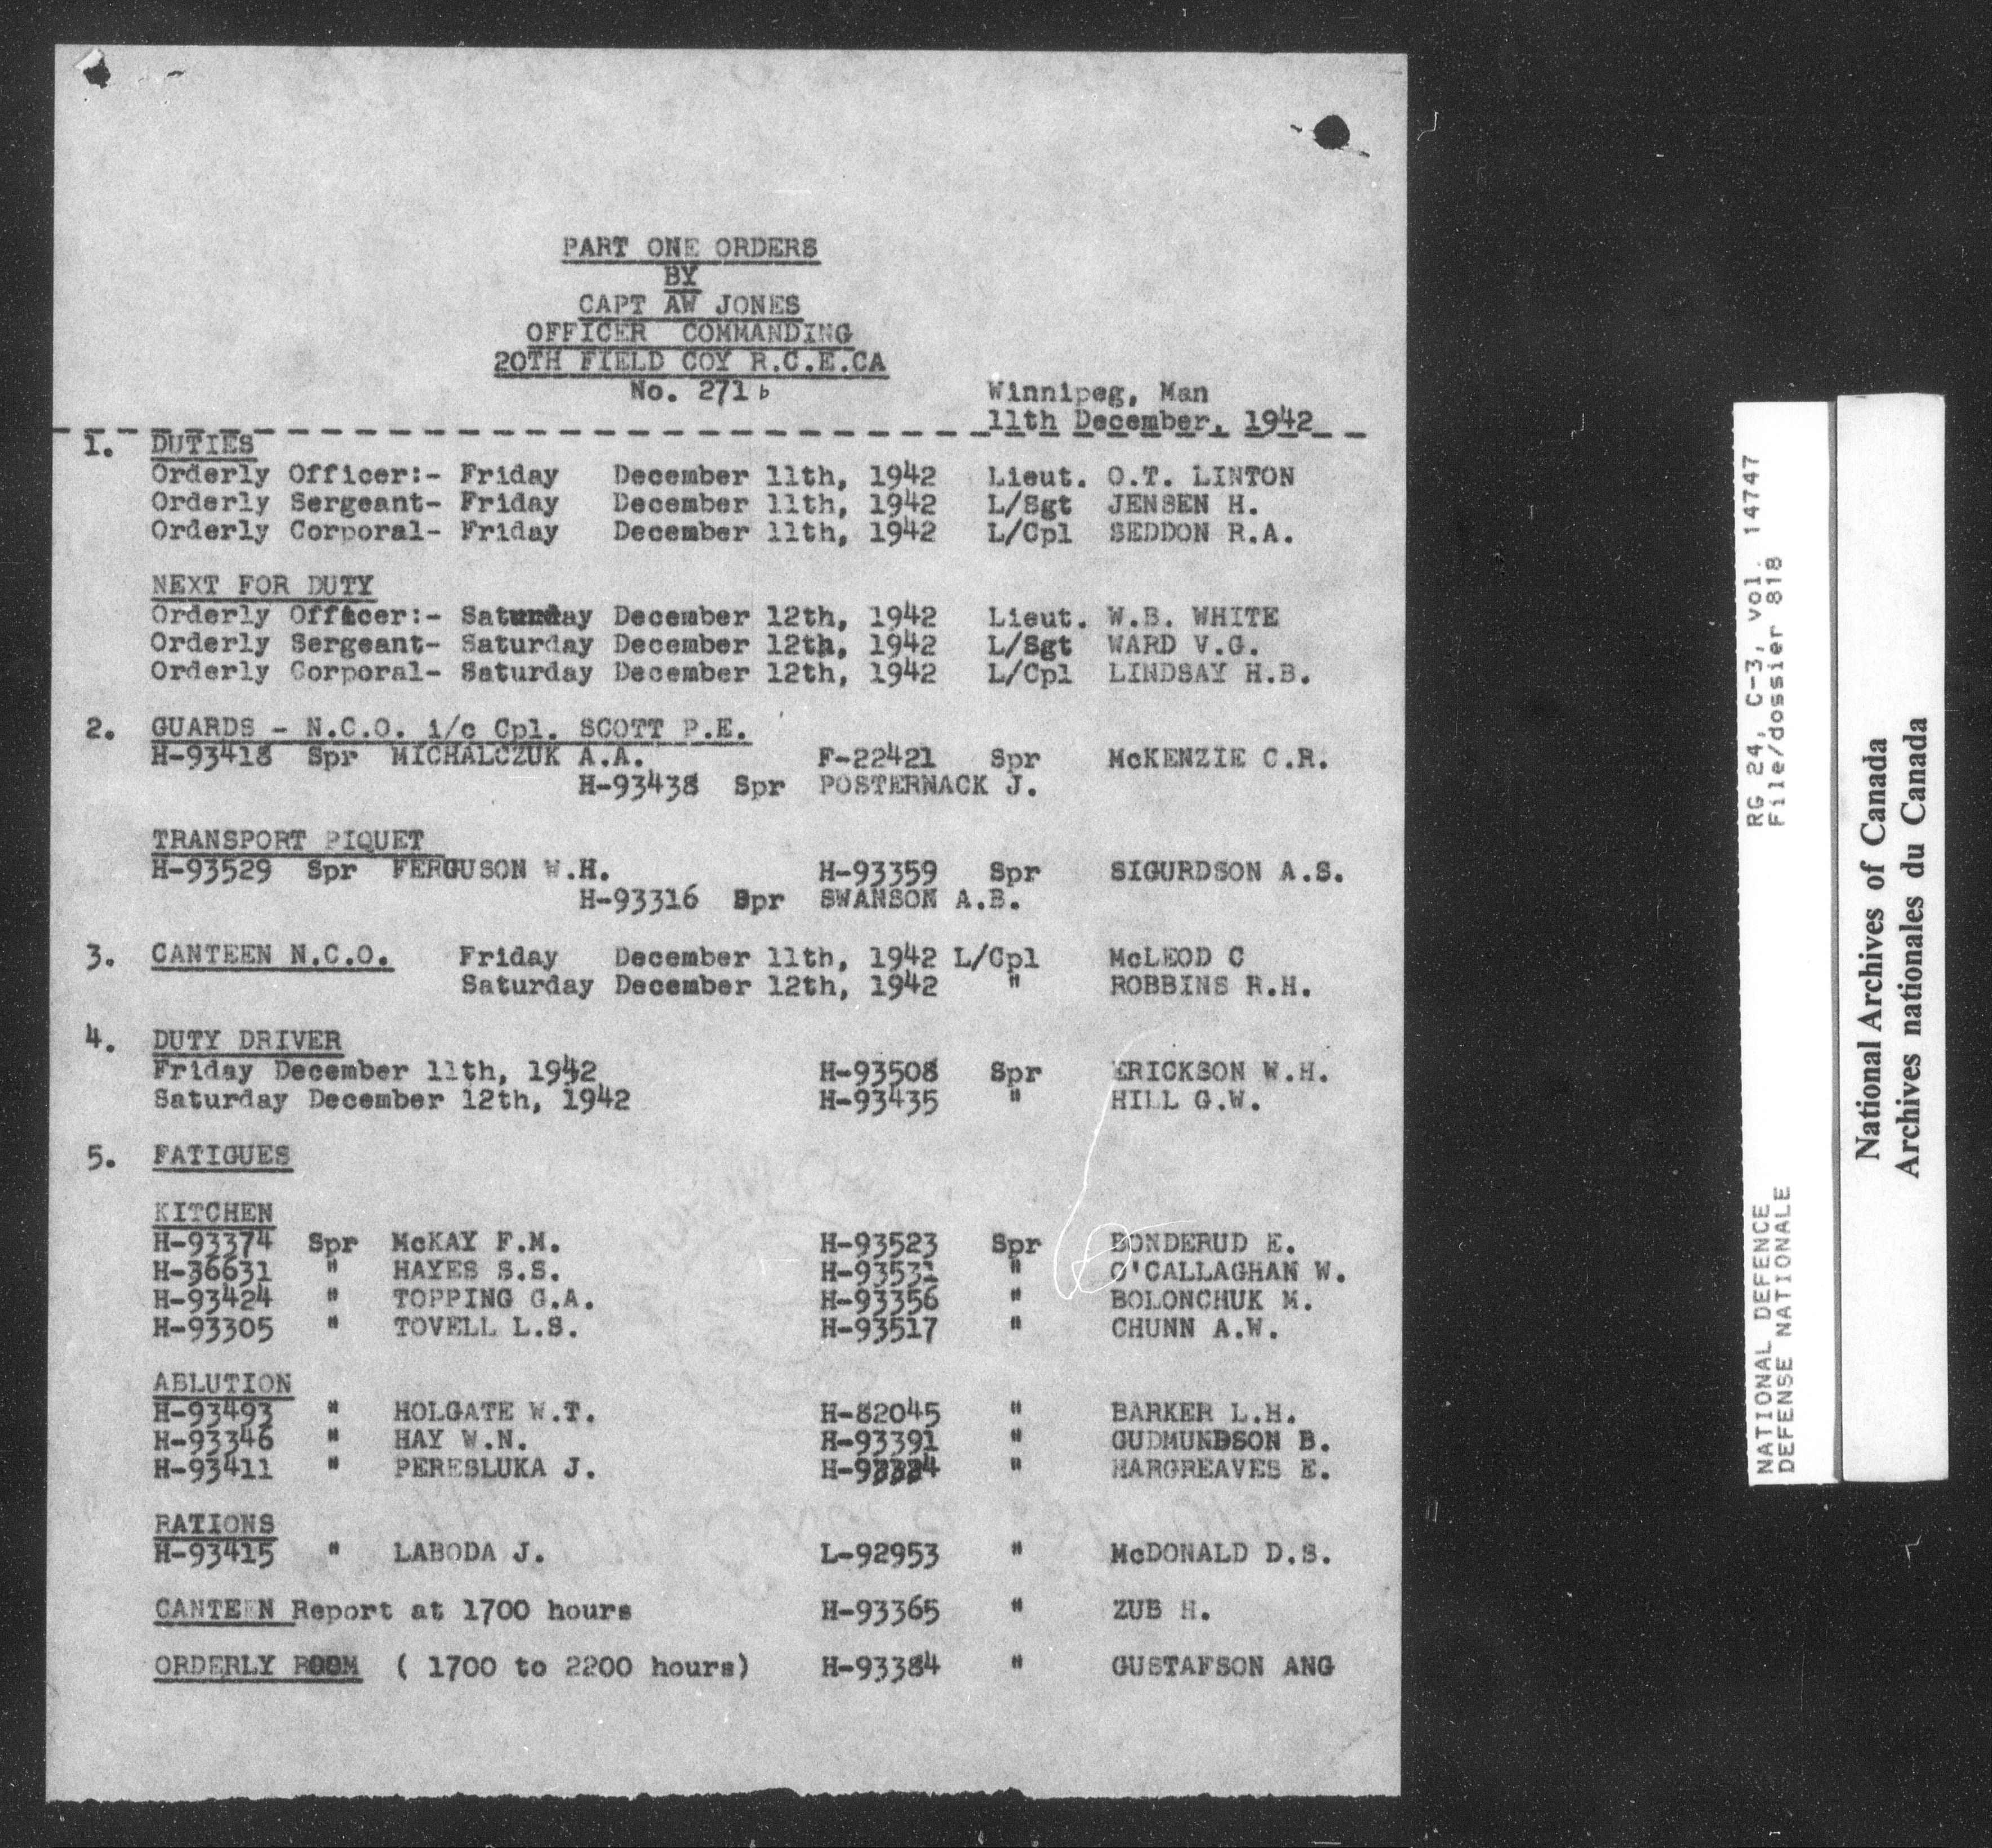 PART ONE ORDERS
BY
CAPT AW JONES
OFFICER COMMANDING
20TH FIELD COY R.C.E.CA
No. 271b
Winnipeg, Man
11th December, 1942
1. DUTIES
Orderly Officer:- Friday December 11th, 1942 Lieut. O.T. LINTON
Orderly Sergeant- Friday December 11th, 1942 L/Sgt JENSEN H.
Orderly Corporal- Friday December 11th, 1942 L/Cpl SEDDON R.A.
NEXT FOR DUTY
Orderly Officer:- Saturday December 12th, 1942 Lieut. W.B. WHITE
Orderly Sergeant- Saturday December 12th, 1942 L/Sgt WARD V.G.
Orderly Corporal- Saturday December 12th, 1942 L/Cpl LINDSAY H.B.
2. GUARDS - N.C.O. i/c Cpl. SCOTT P.E.
H-93418 Spr MICHALCZUK A.A. F-22421 Spr McKENZIE C.R.
H-93438 Spr POSTERNACK J.
TRANSPORT PIQUET
H-93529 Spr FERGUSON W.H. H-93359 Spr SIGURDSON A.S.
H-93316 Spr SWANSON A.B.
3. CANTEEN N.C.O. Friday December 11th, 1942 L/Cpl McLEOD C
Saturday December 12th, 1942 " ROBBINS R.H.
4. DUTY DRIVER
Friday December 11th, 1942 H-93508 Spr ERICKSON W.H.
Saturday December 12th, 1942 H-93435 " HILL G.W.
5. FATIGUES
KITCHEN
H-93374 Spr McKAY F.M. H-93523 Spr BONDERUD E.
H-36631 " HAYES S.S. H-93531 " O'CALLAGHAN W.
H-93424 " TOPPING G.A. H-93356 " BOLONCHUK M.
H-93305 " TOVELL L.S. H-93517 " CHUNN A.W.
ABLUTION
H-93493 " HOLGATE W.T. H-82045 " BARKER L.H.
H-93346 " HAY W.N. H-93391 " GUDMUNDSON B.
H-93411 " PERESLUKA J. " HARGREAVES E.
RATIONS
H-93415 " LABODA J. L-92953 " McDONALD D.S.
CANTEEN Report at 1700 hours H-93365 " ZUB H.
ORDERLY ROOM ( 1700 to 2200 hours) H-93384 " GUSTAFSON ANG
NATIONAL DEFENCE RG 24, C-3, vol. 14747
DEFENSE NATIONALE File/dossier 818
National Archives of Canada
Archives nationales du Canada